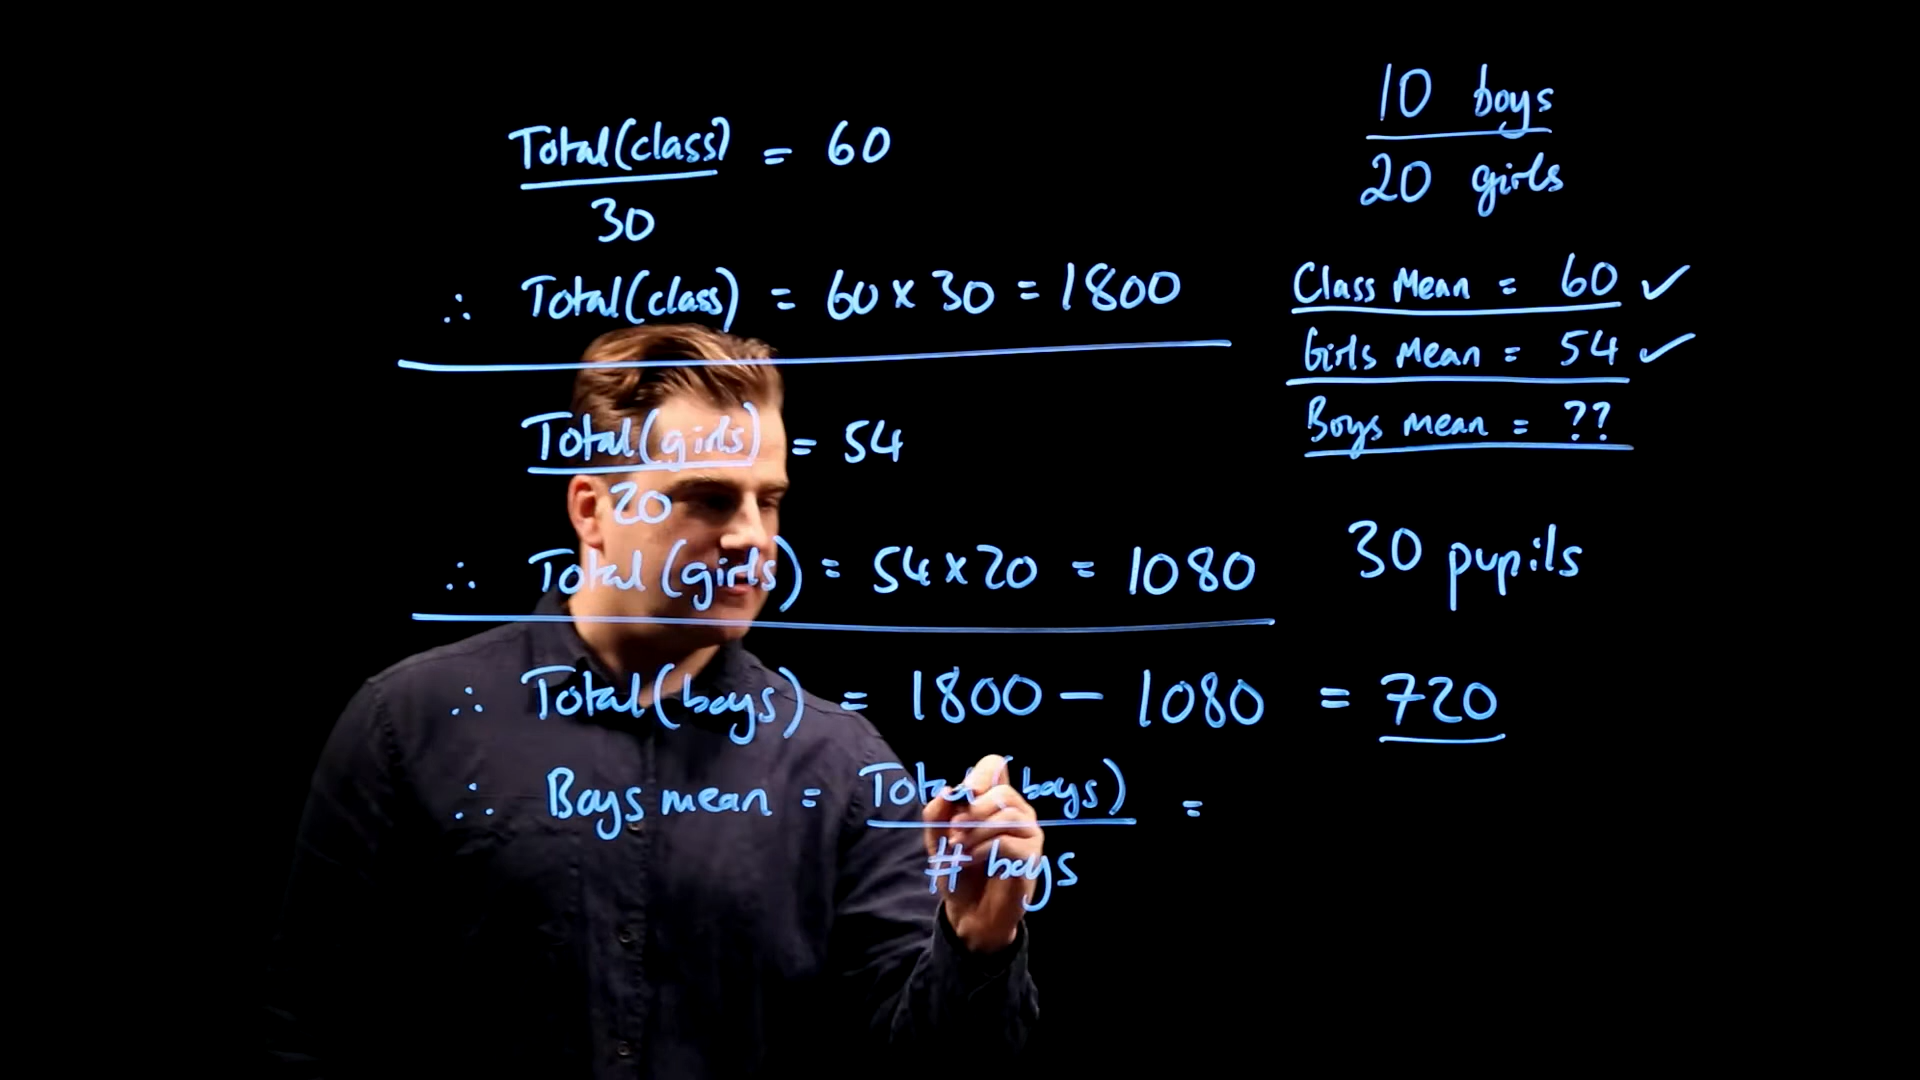 Total(class) = 60
30
∴ Total(class) = 60 × 30 = 1800
Total(girls) = 54
20
∴ Total(girls) = 54 × 20 = 1080
∴ Total(boys) = 1800 - 1080 = 720
∴ Boys mean = Total(boys) =
# boys
10 boys
20 girls
Class Mean = 60 ✓
Girls Mean = 54 ✓
Boys mean = ??
30 pupils